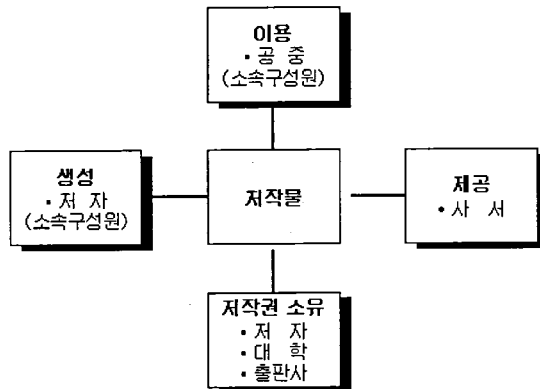 이용
• 공 중
(소속구성원)
생성
• 저 자
(소속구성원)
저작물
제공
• 사 서
저작권 소유
• 저 자
• 대 학
• 출판사